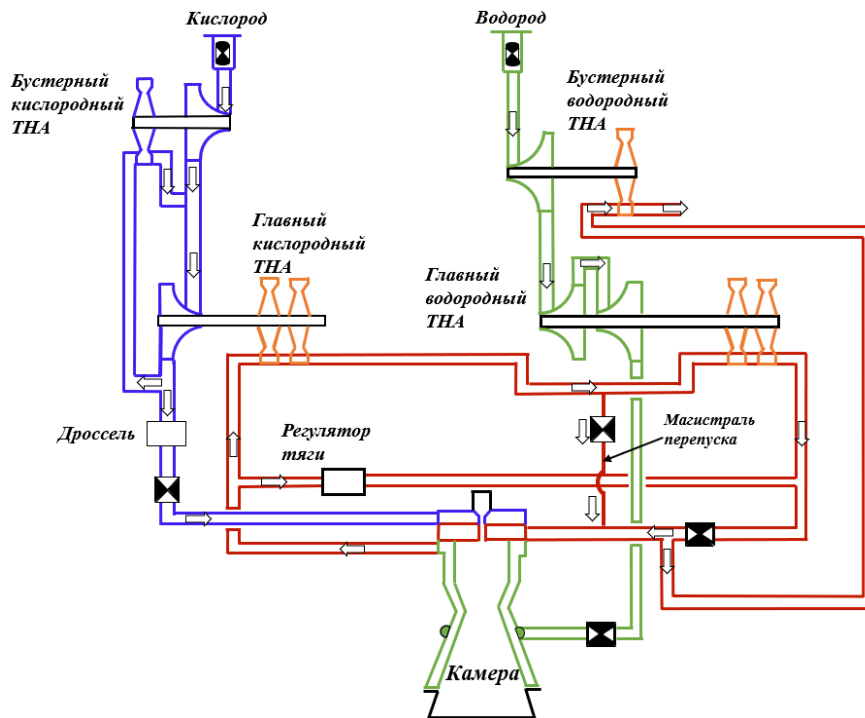 Кислород
Водород
Бустерный
кислородный
ТНА
Бустерный
водородный
ТНА
Главный
кислородный
ТНА
Главный
водородный
ТНА
Дроссель
Регулятор
тяги
Магистраль
перепуска
Камера